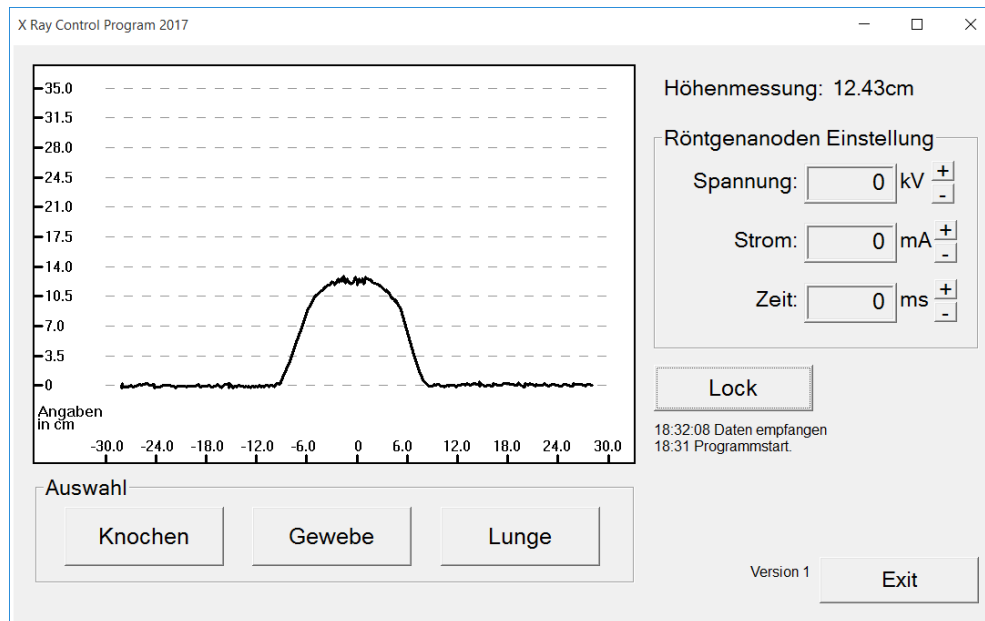 X Ray Control Program 2017
35.0
31.5
28.0
24.5
21.0
17.5
14.0
10.5
7.0
3.5
0
Angaben
in cm
-30.0 -24.0 -18.0 -12.0 -6.0 0 6.0 12.0 18.0 24.0 30.0
Höhenmessung: 12.43cm
Röntgenanoden Einstellung
Spannung: 0 kV + -
Strom: 0 mA + -
Zeit: 0 ms + -
Lock
18:32:08 Daten empfangen
18:31 Programmstart.
Auswahl
Knochen Gewebe Lunge
Version 1 Exit